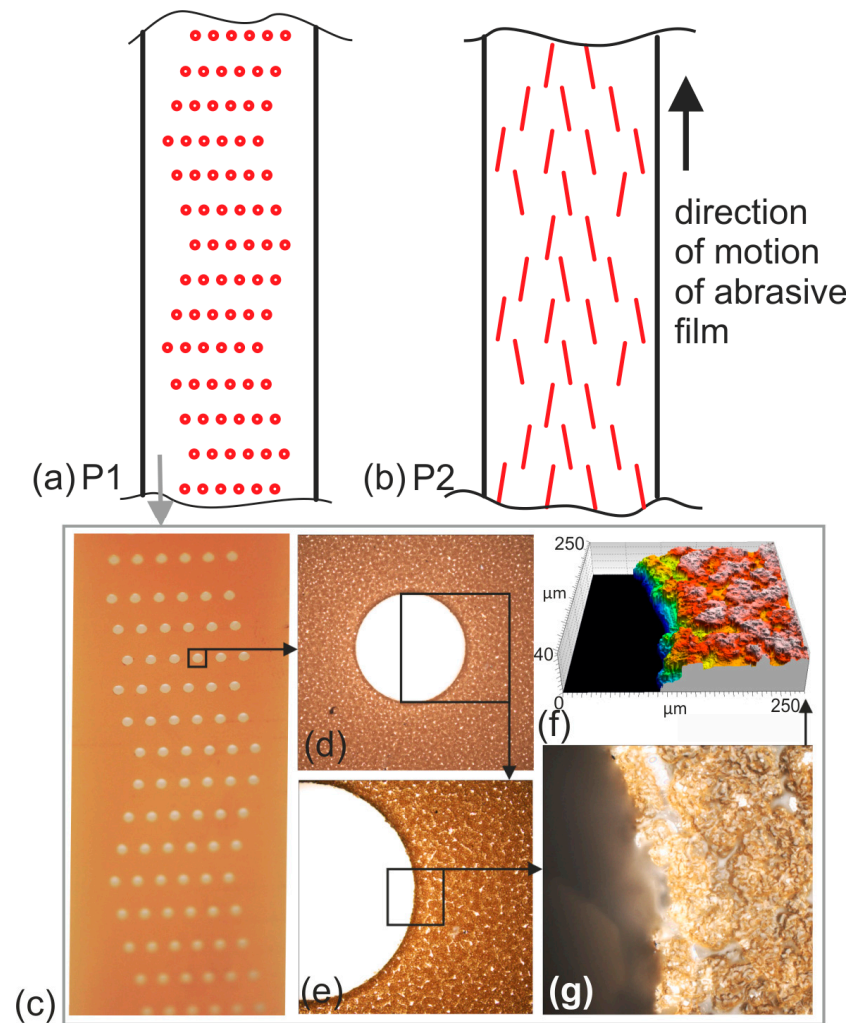 (a) P1
(b) P2
direction
of motion
of abrasive
film
(c)
(d)
(e)
250
µm
40
0
µm
250
(f)
(g)